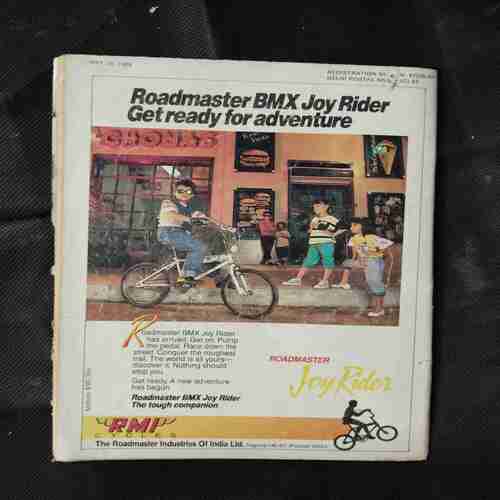 REGISTRATION
Roadmaster BMX Joy Rider
Get ready for adventure
Roadmaster BMX Joy Rider
has arrived. Get on. Pump
the pedal. Race down the
street. Conquer the roughest
trail. The world is all yours—
discover it. Nothing should
stop you.
Get ready. A new adventure
has begun.
Roadmaster BMX Joy Rider
The tough companion
ROADMASTER
Joy Rider
RMI
CYCLES
The Roadmaster Industries Of India Ltd.